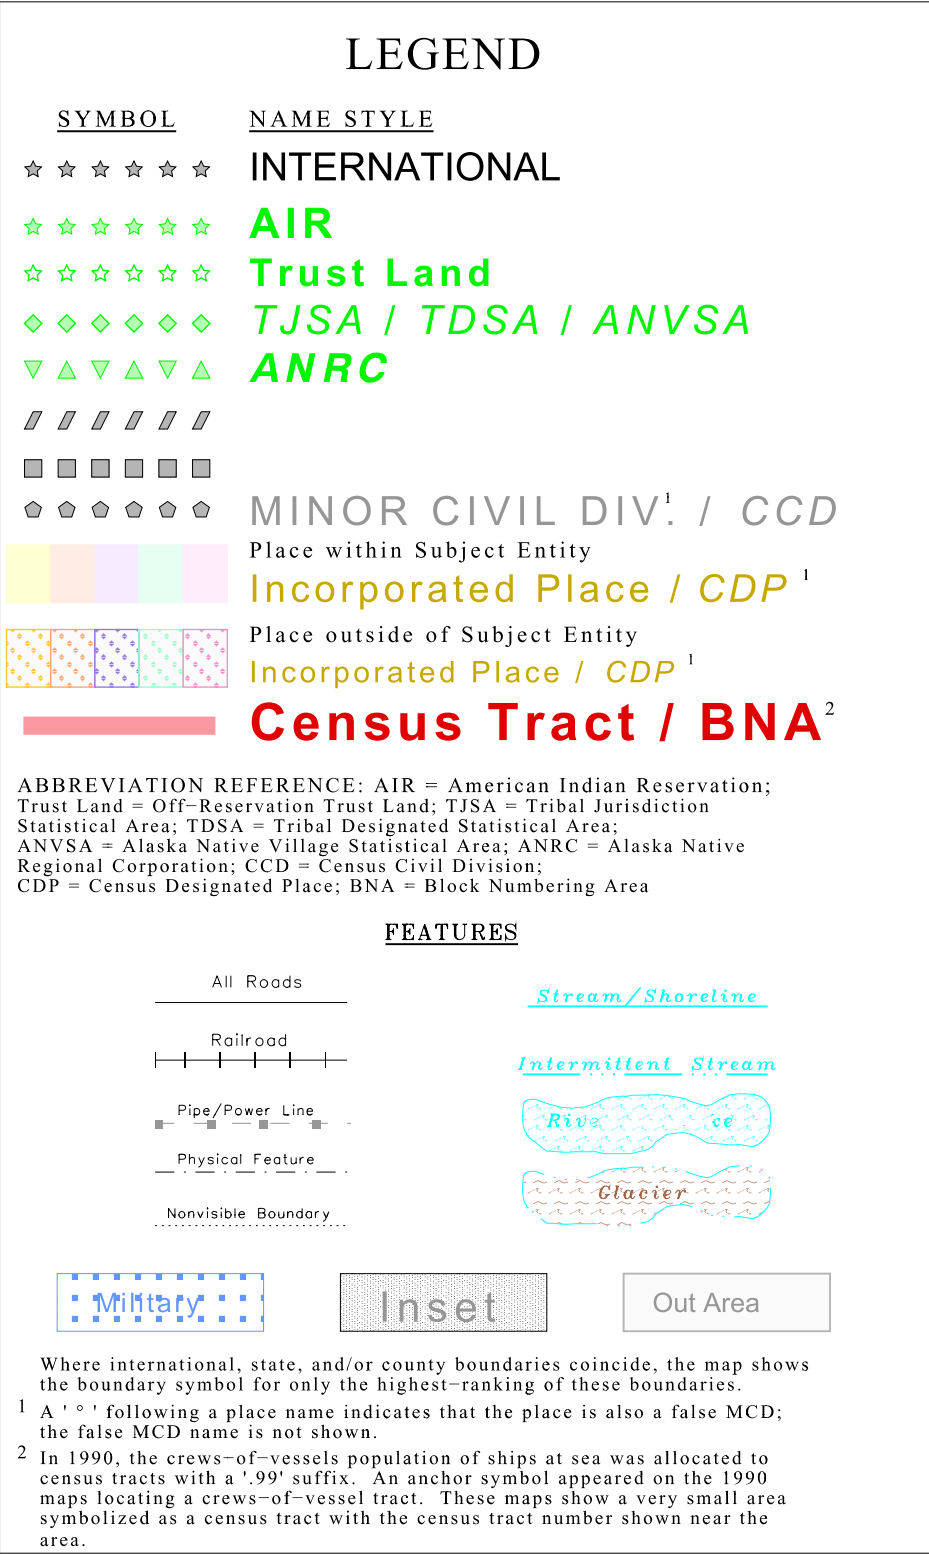 LEGEND
SYMBOL NAME STYLE
INTERNATIONAL
AIR
Trust Land
TJSA / TDSA / ANVSA
ANRC
MINOR CIVIL DIV.¹ / CCD
Place within Subject Entity
Incorporated Place / CDP ¹
Place outside of Subject Entity
Incorporated Place / CDP ¹
Census Tract / BNA²
ABBREVIATION REFERENCE: AIR = American Indian Reservation;
Trust Land = Off−Reservation Trust Land; TJSA = Tribal Jurisdiction
Statistical Area; TDSA = Tribal Designated Statistical Area;
ANVSA = Alaska Native Village Statistical Area; ANRC = Alaska Native
Regional Corporation; CCD = Census Civil Division;
CDP = Census Designated Place; BNA = Block Numbering Area
FEATURES
All Roads
Railroad
Pipe/Power Line
Physical Feature
Nonvisible Boundary
Stream/Shoreline
Intermittent Stream
Glacier
Military
Inset
Out Area
Where international, state, and/or county boundaries coincide, the map shows
the boundary symbol for only the highest−ranking of these boundaries.
1 A ' ° ' following a place name indicates that the place is also a false MCD;
the false MCD name is not shown.
2 In 1990, the crews−of−vessels population of ships at sea was allocated to
census tracts with a '.99' suffix. An anchor symbol appeared on the 1990
maps locating a crews−of−vessel tract. These maps show a very small area
symbolized as a census tract with the census tract number shown near the
area.